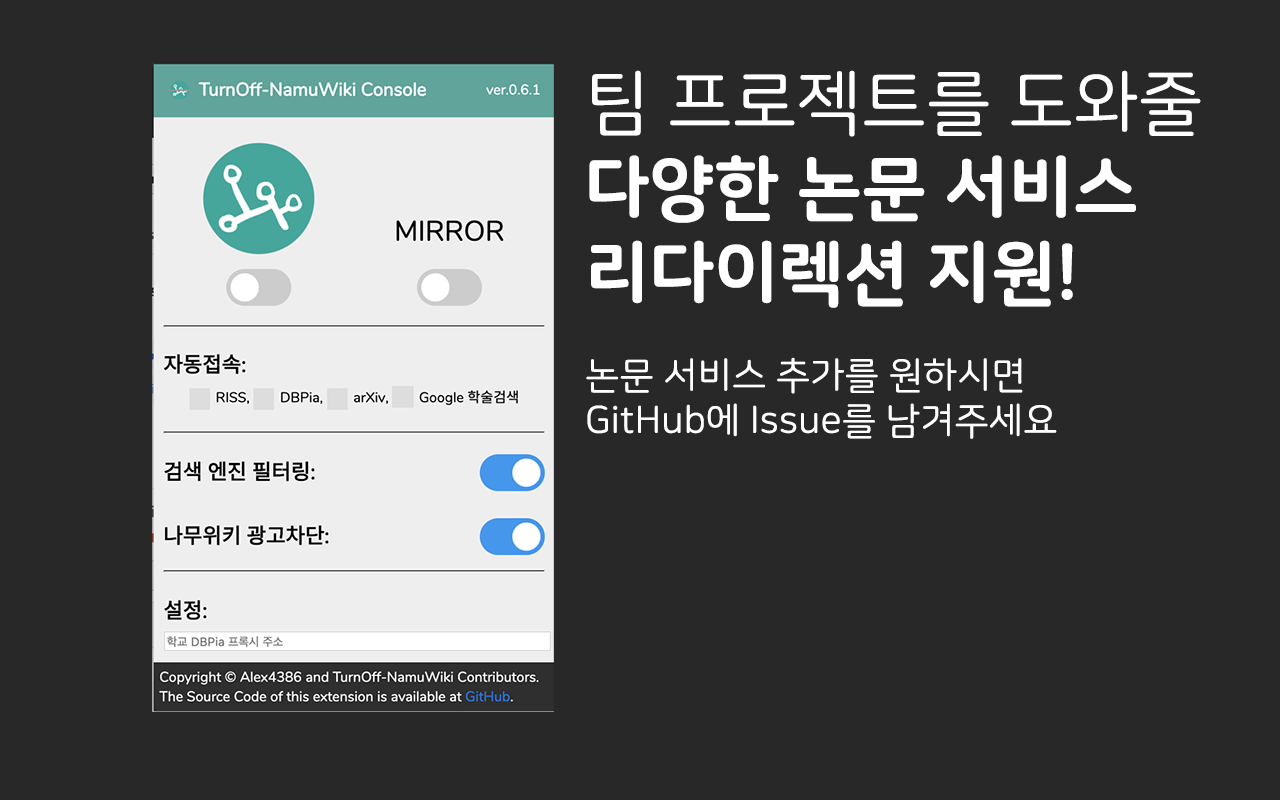 TurnOff-NamuWiki Console ver.0.6.1
MIRROR
자동접속:
RISS, DBPia, arXiv, Google 학술검색
검색 엔진 필터링:
나무위키 광고차단:
설정:
학교 DBPia 프록시 주소
Copyright © Alex4386 and TurnOff-NamuWiki Contributors.
The Source Code of this extension is available at GitHub.
팀 프로젝트를 도와줄
다양한 논문 서비스
리다이렉션 지원!
논문 서비스 추가를 원하시면
GitHub에 Issue를 남겨주세요